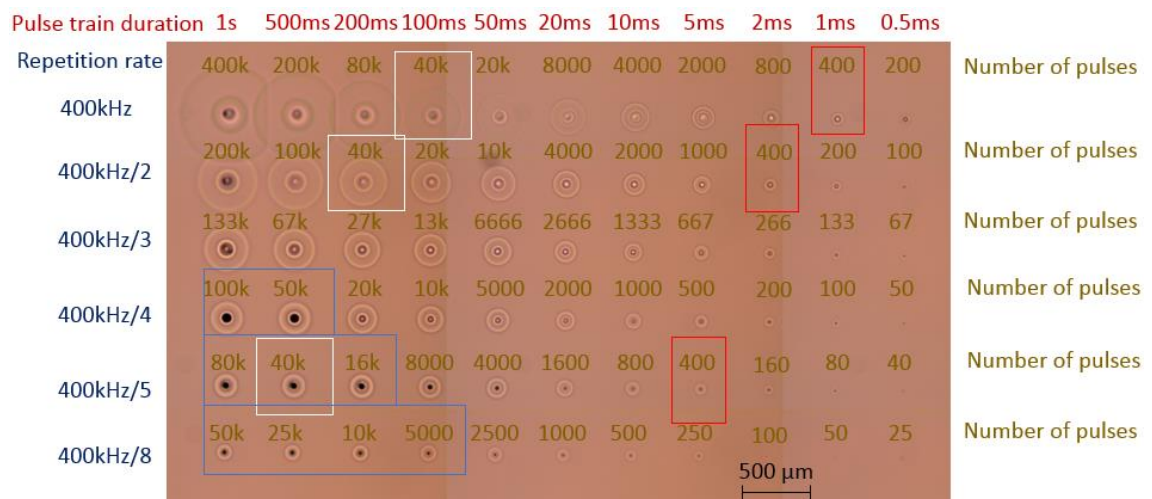 Pulse train duration 1s 500ms 200ms 100ms 50ms 20ms 10ms 5ms 2ms 1ms 0.5ms
Repetition rate 400k 200k 80k 40k 20k 8000 4000 2000 800 400 200 Number of pulses
400kHz
200k 100k 40k 20k 10k 4000 2000 1000 400 200 100 Number of pulses
400kHz/2
133k 67k 27k 13k 6666 2666 1333 667 266 133 67 Number of pulses
400kHz/3
100k 50k 20k 10k 5000 2000 1000 500 200 100 50 Number of pulses
400kHz/4
80k 40k 16k 8000 4000 1600 800 400 160 80 40 Number of pulses
400kHz/5
50k 25k 10k 5000 2500 1000 500 250 100 50 25 Number of pulses
400kHz/8
500 µm